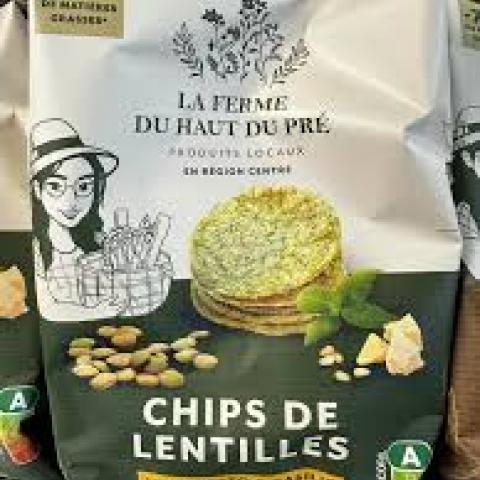 DE MATIÈRES
GRASSES*
LA FERME
DU HAUT DU PRÉ
PRODUITS LOCAUX
EN RÉGION CENTRE
CHIPS DE
LENTILLES
A
A